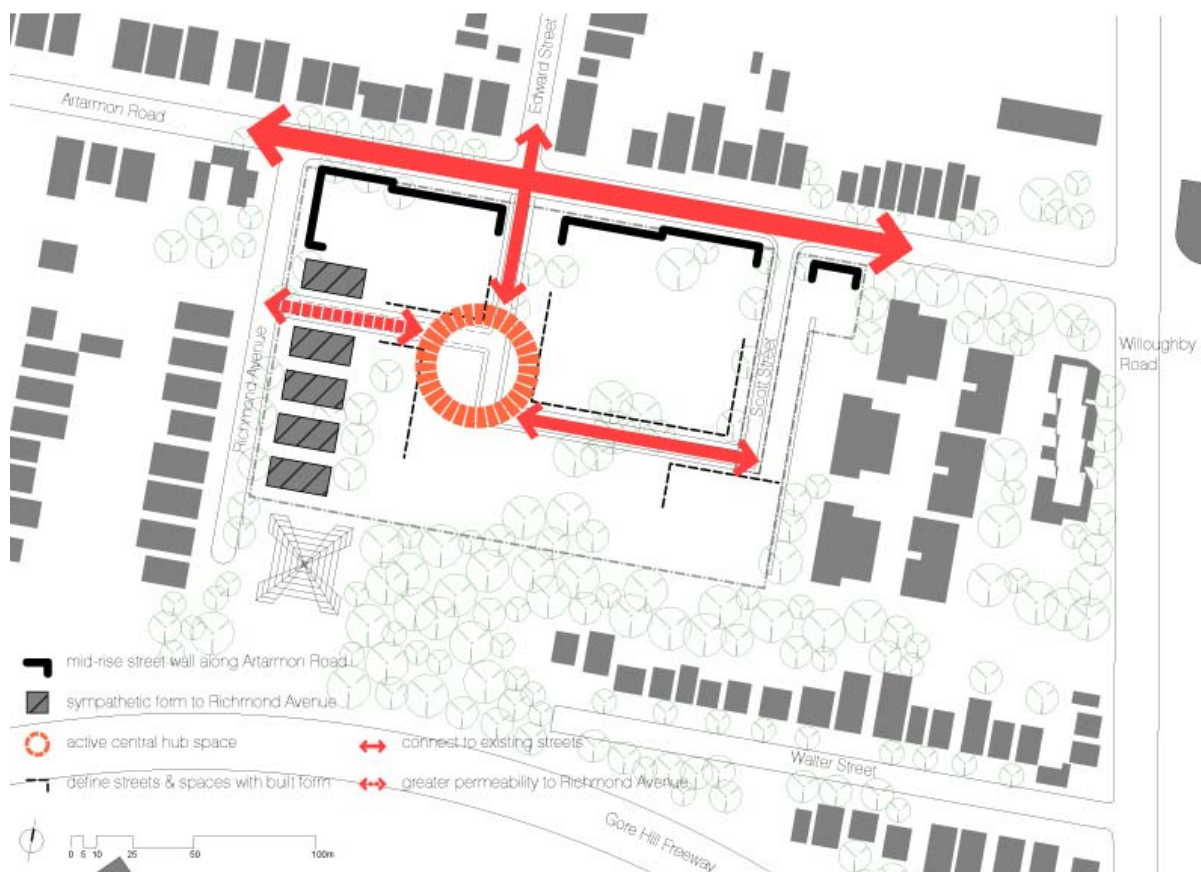 Edward Street
Artarmon Road
Willoughby
Road
Richmond Avenue
Scott Street
mid-rise street wall along Artarmon Road
sympathetic form to Richmond Avenue
active central hub space
connect to existing streets
define streets & spaces with built form
greater permeability to Richmond Avenue
Walter Street
Gore Hill Freeway
0 5 10 25 50 100m